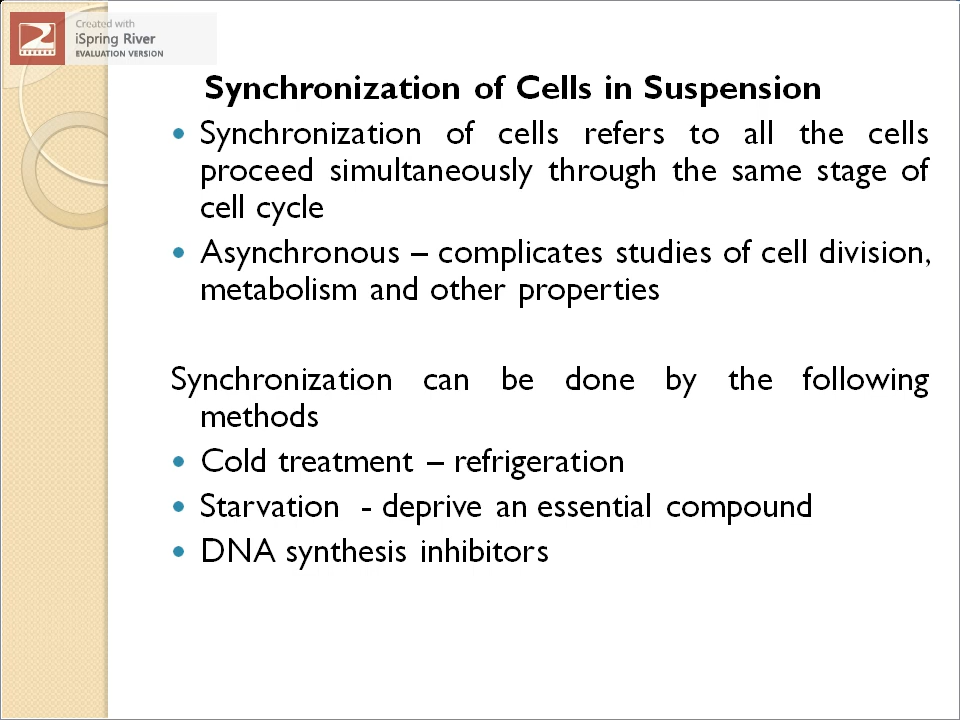 Created with
iSpring River
EVALUATION VERSION
Synchronization of Cells in Suspension
Synchronization of cells refers to all the cells
proceed simultaneously through the same stage of
cell cycle
Asynchronous – complicates studies of cell division,
metabolism and other properties
Synchronization can be done by the following
methods
Cold treatment – refrigeration
Starvation - deprive an essential compound
DNA synthesis inhibitors